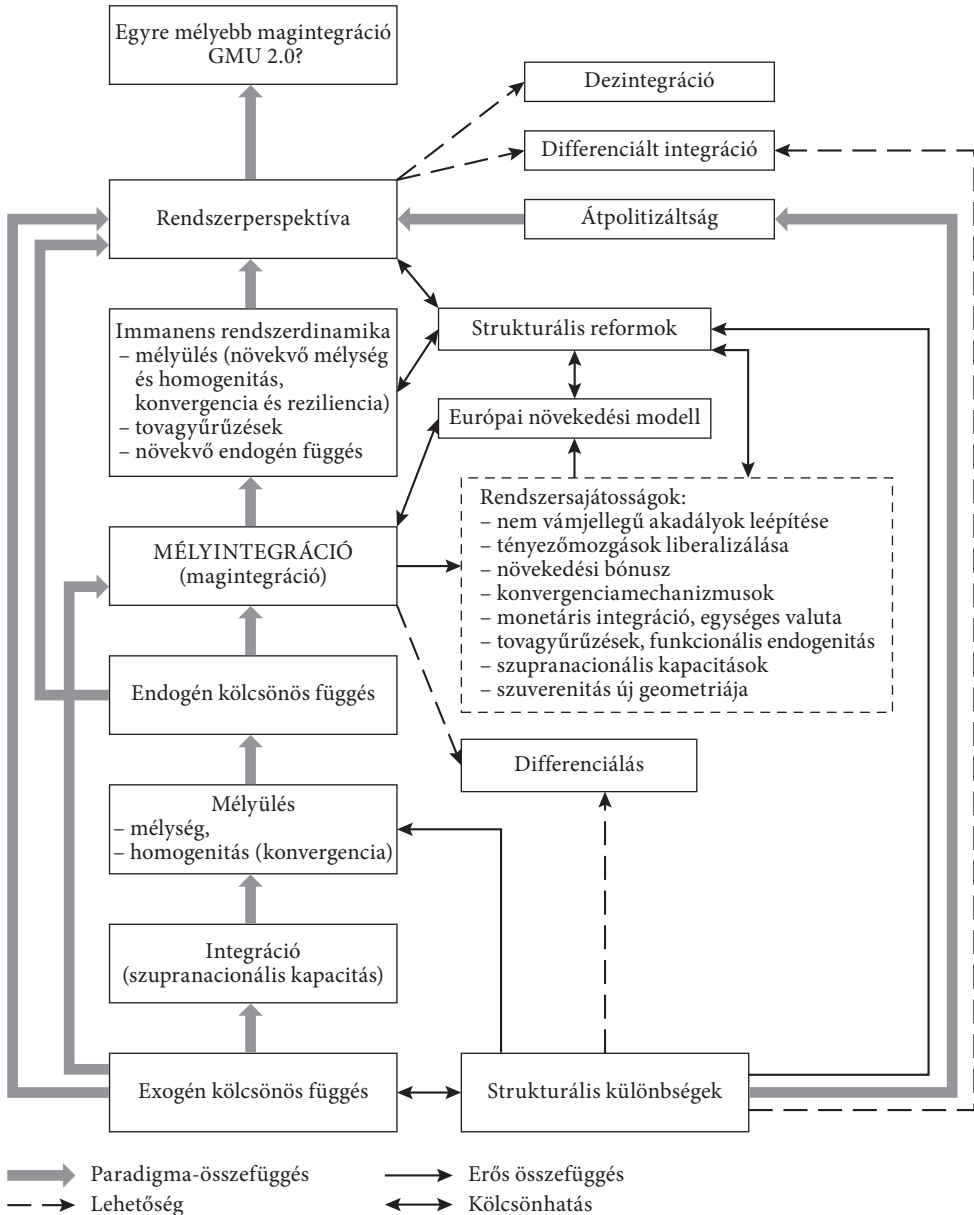 Egyre mélyebb magintegráció
GMU 2.0?
Dezintegráció
Differenciált integráció
Rendszerperspektíva
Átpolitizáltság
Immanens rendszerdinamika
– mélyülés (növekvő mélység
és homogenitás,
konvergencia és reziliencia)
– tovagyűrűzések
– növekvő endogén függés
Strukturális reformok
Európai növekedési modell
Rendszersajátosságok:
– nem vámjellegű akadályok leépítése
– tényezőmozgások liberalizálása
– növekedési bónusz
– konvergenciamechanizmusok
– monetáris integráció, egységes valuta
– tovagyűrűzések, funkcionális endogenitás
– szupranacionális kapacitások
– szuverenitás új geometriája
MÉLYINTEGRÁCIÓ
(magintegráció)
Endogén kölcsönös függés
Differenciálás
Mélyülés
– mélység,
– homogenitás (konvergencia)
Integráció
(szupranacionális kapacitás)
Exogén kölcsönös függés
Strukturális különbségek
Paradigma-összefüggés
Erős összefüggés
Lehetőség
Kölcsönhatás